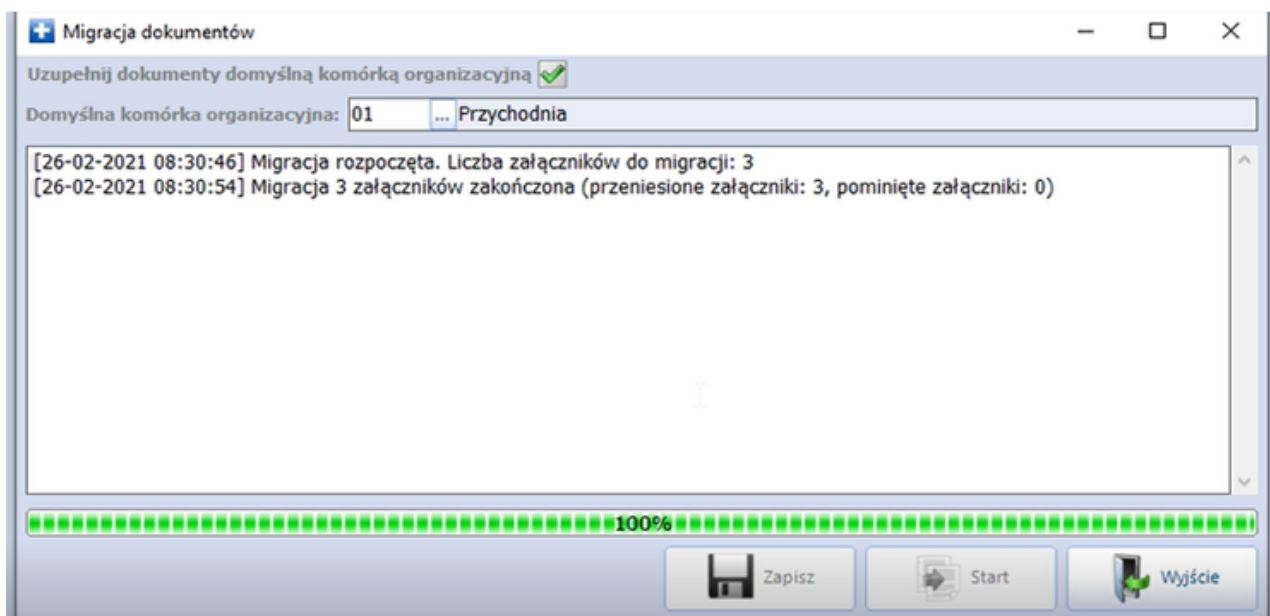 Migracja dokumentów
Uzupełnij dokumenty domyślną komórką organizacyjną
Domyślna komórka organizacyjna: 01 ... Przychodnia
[26-02-2021 08:30:46] Migracja rozpoczęta. Liczba załączników do migracji: 3
[26-02-2021 08:30:54] Migracja 3 załączników zakończona (przeniesione załączniki: 3, pominięte załączniki: 0)
100%
Zapisz Start Wyjście